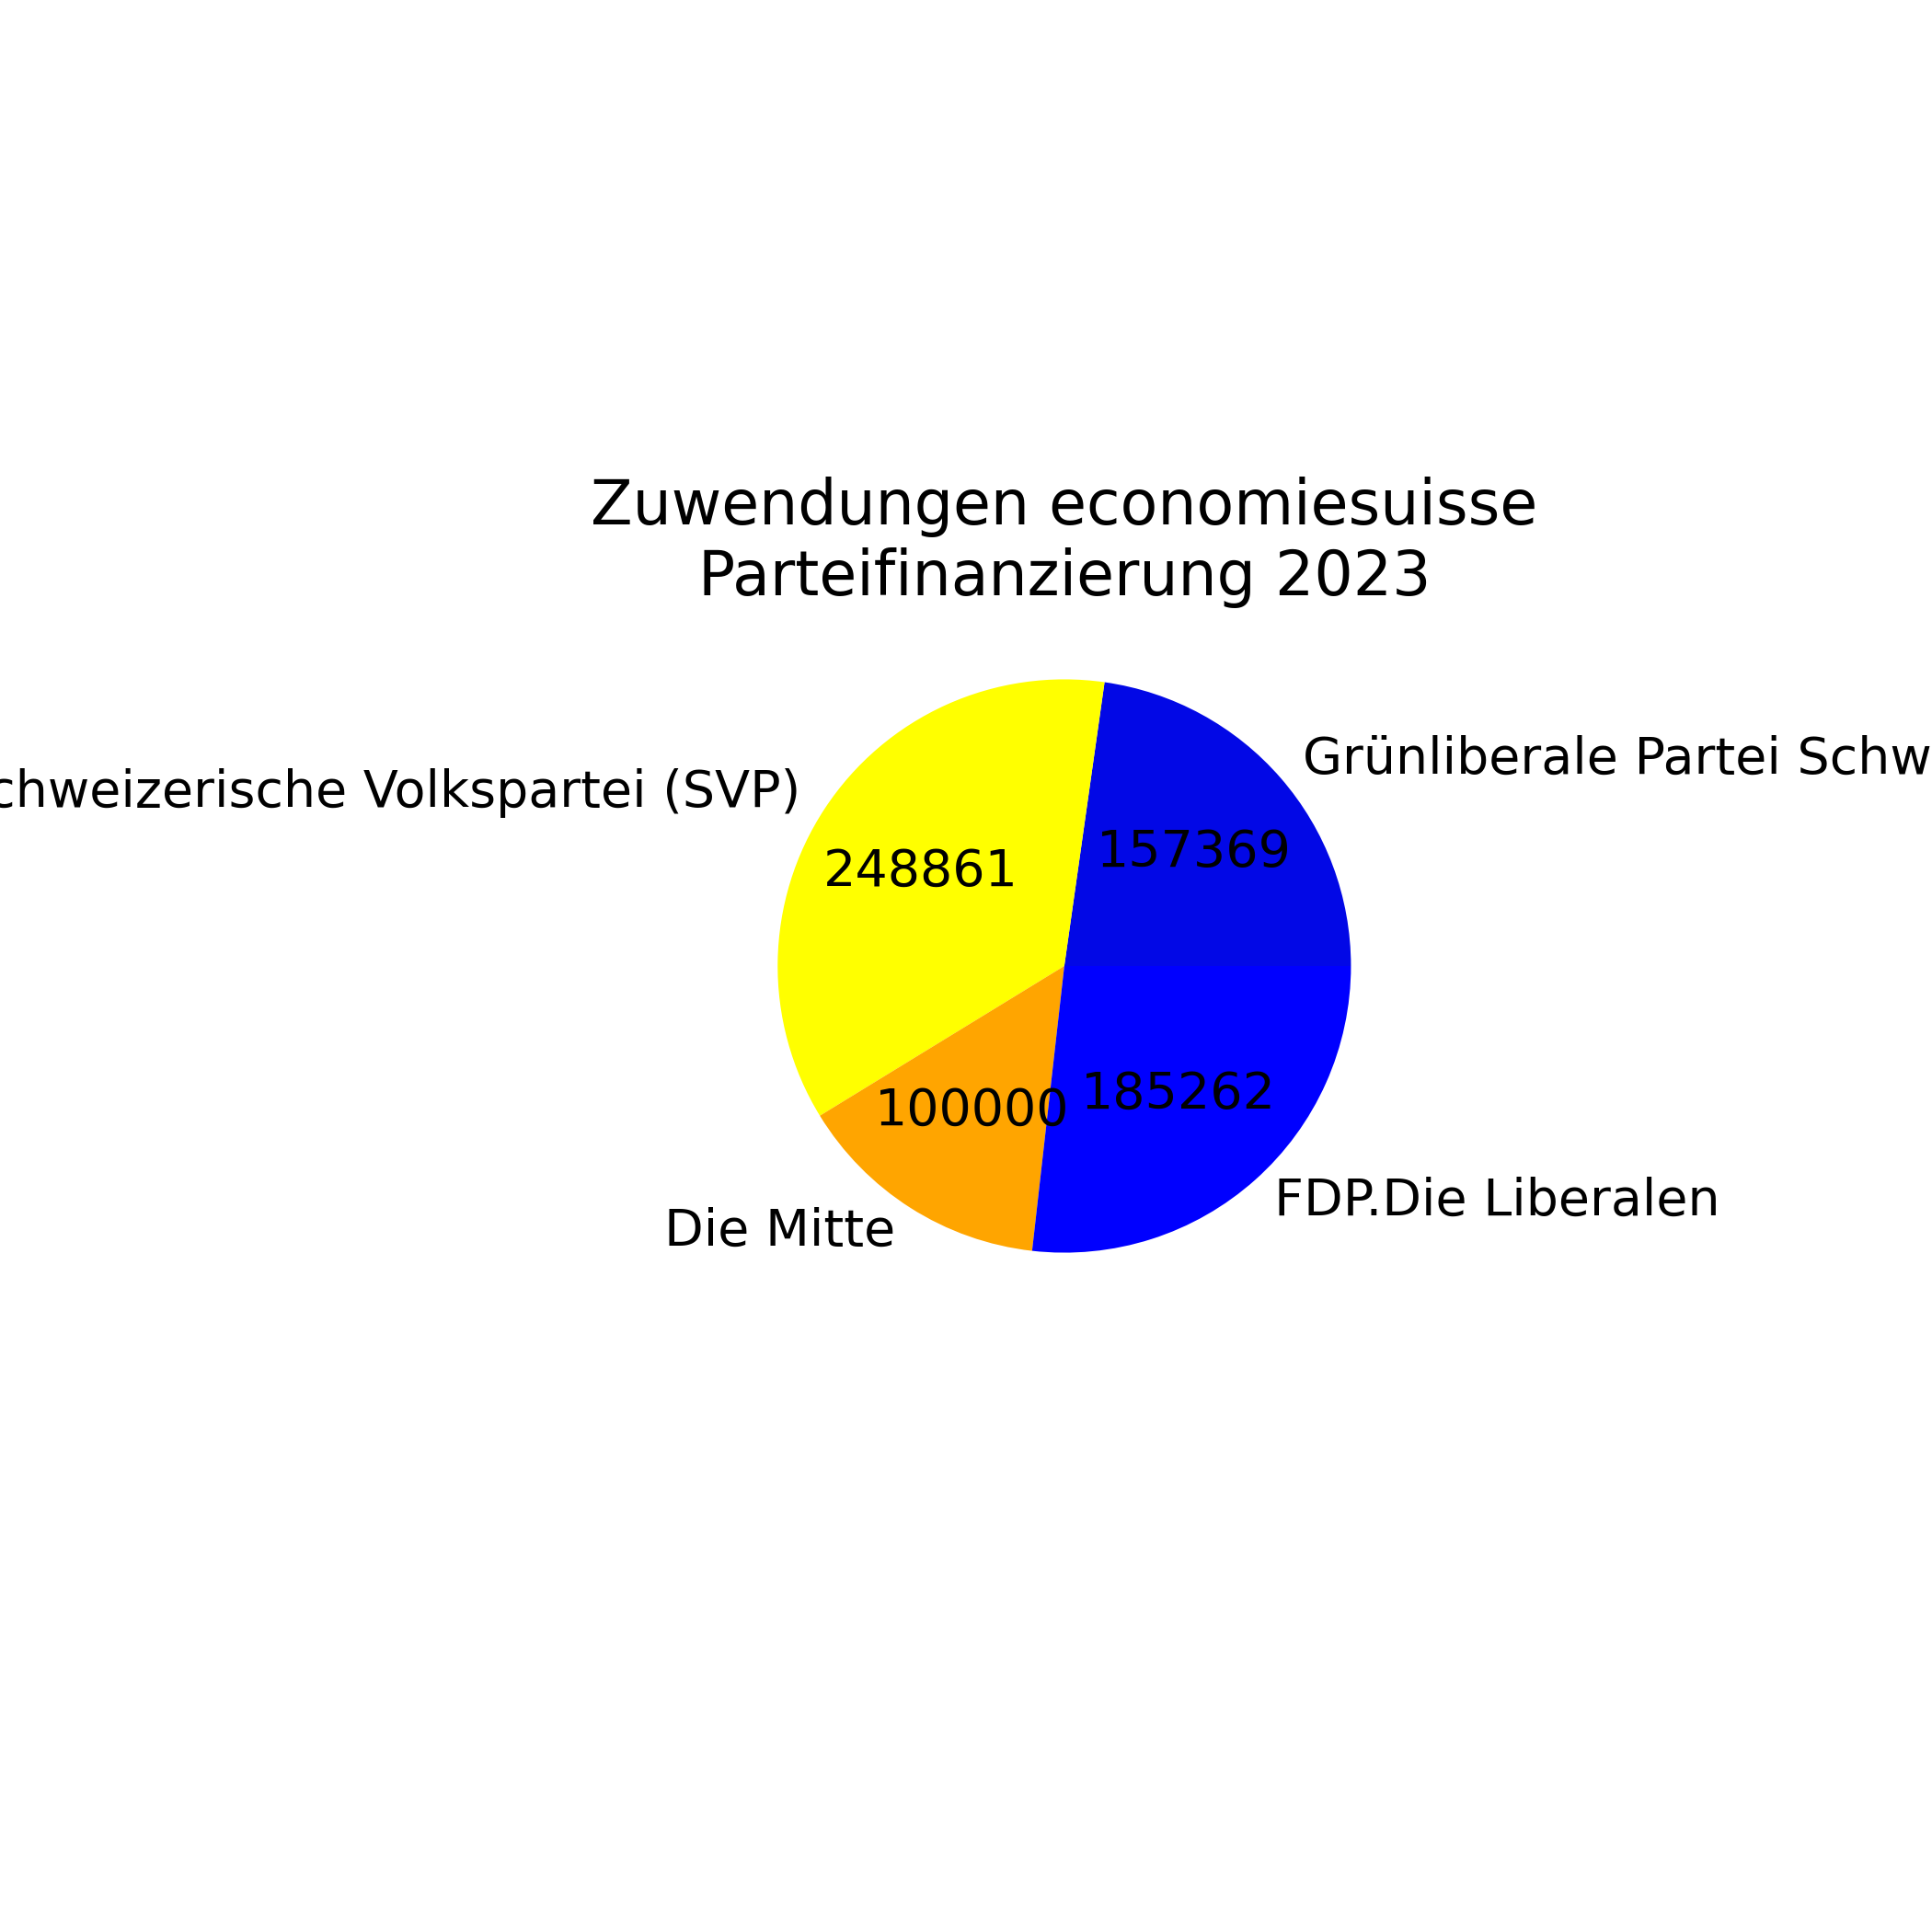 Zuwendungen economiesuisse
Parteifinanzierung 2023
Grünliberale Partei Schw
chweizerische Volkspartei (SVP)
157369
248861
185262
100000
FDP.Die Liberalen
Die Mitte